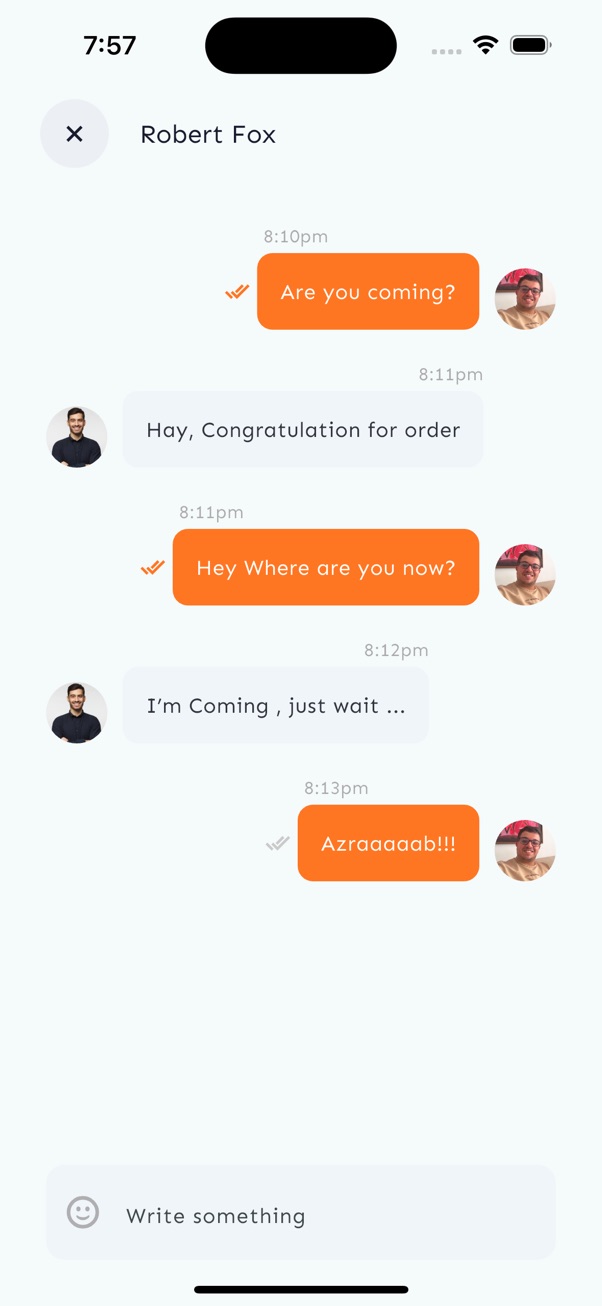 7:57
Robert Fox
8:10pm
Are you coming?
8:11pm
Hay, Congratulation for order
8:11pm
Hey Where are you now?
8:12pm
I’m Coming , just wait ...
8:13pm
Azraaaaab!!!
Write something